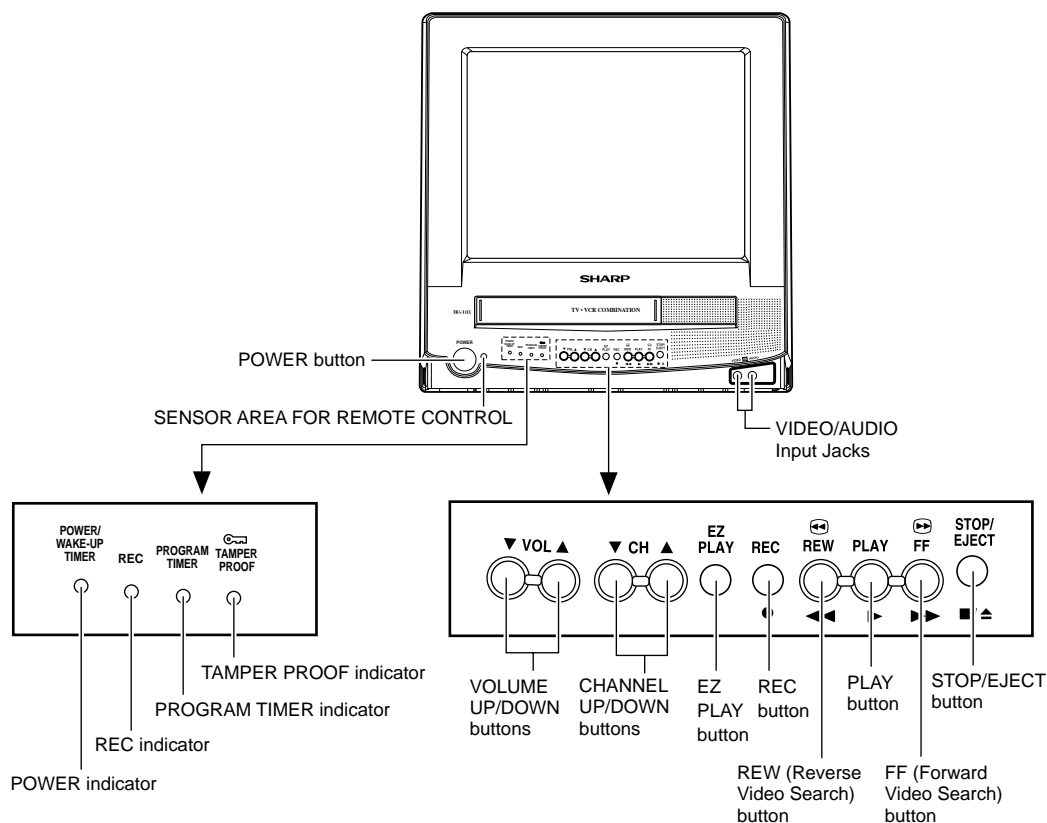 SHARP
TV • VCR COMBINATION
POWER
POWER button
SENSOR AREA FOR REMOTE CONTROL
VIDEO/AUDIO
Input Jacks
POWER/
WAKE-UP
TIMER
REC
PROGRAM
TIMER
TAMPER
PROOF
TAMPER PROOF indicator
PROGRAM TIMER indicator
REC indicator
POWER indicator
▼ VOL ▲
▼ CH ▲
EZ
PLAY
REC
REW
PLAY
FF
STOP/
EJECT
VOLUME
UP/DOWN
buttons
CHANNEL
UP/DOWN
buttons
EZ
PLAY
button
REC
button
PLAY
button
STOP/EJECT
button
REW (Reverse
Video Search)
button
FF (Forward
Video Search)
button